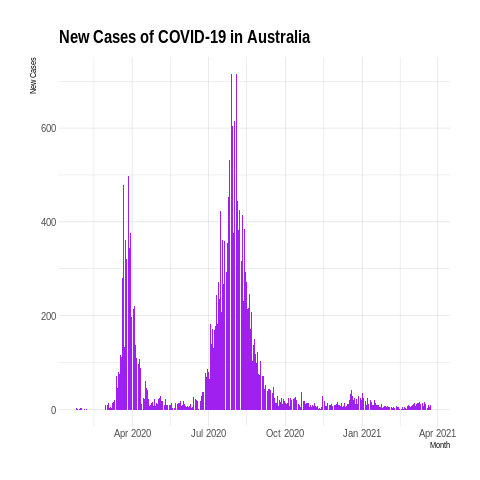 New Cases of COVID-19 in Australia
New Cases
600
400
200
0
Apr 2020 Jul 2020 Oct 2020 Jan 2021 Apr 2021
Month